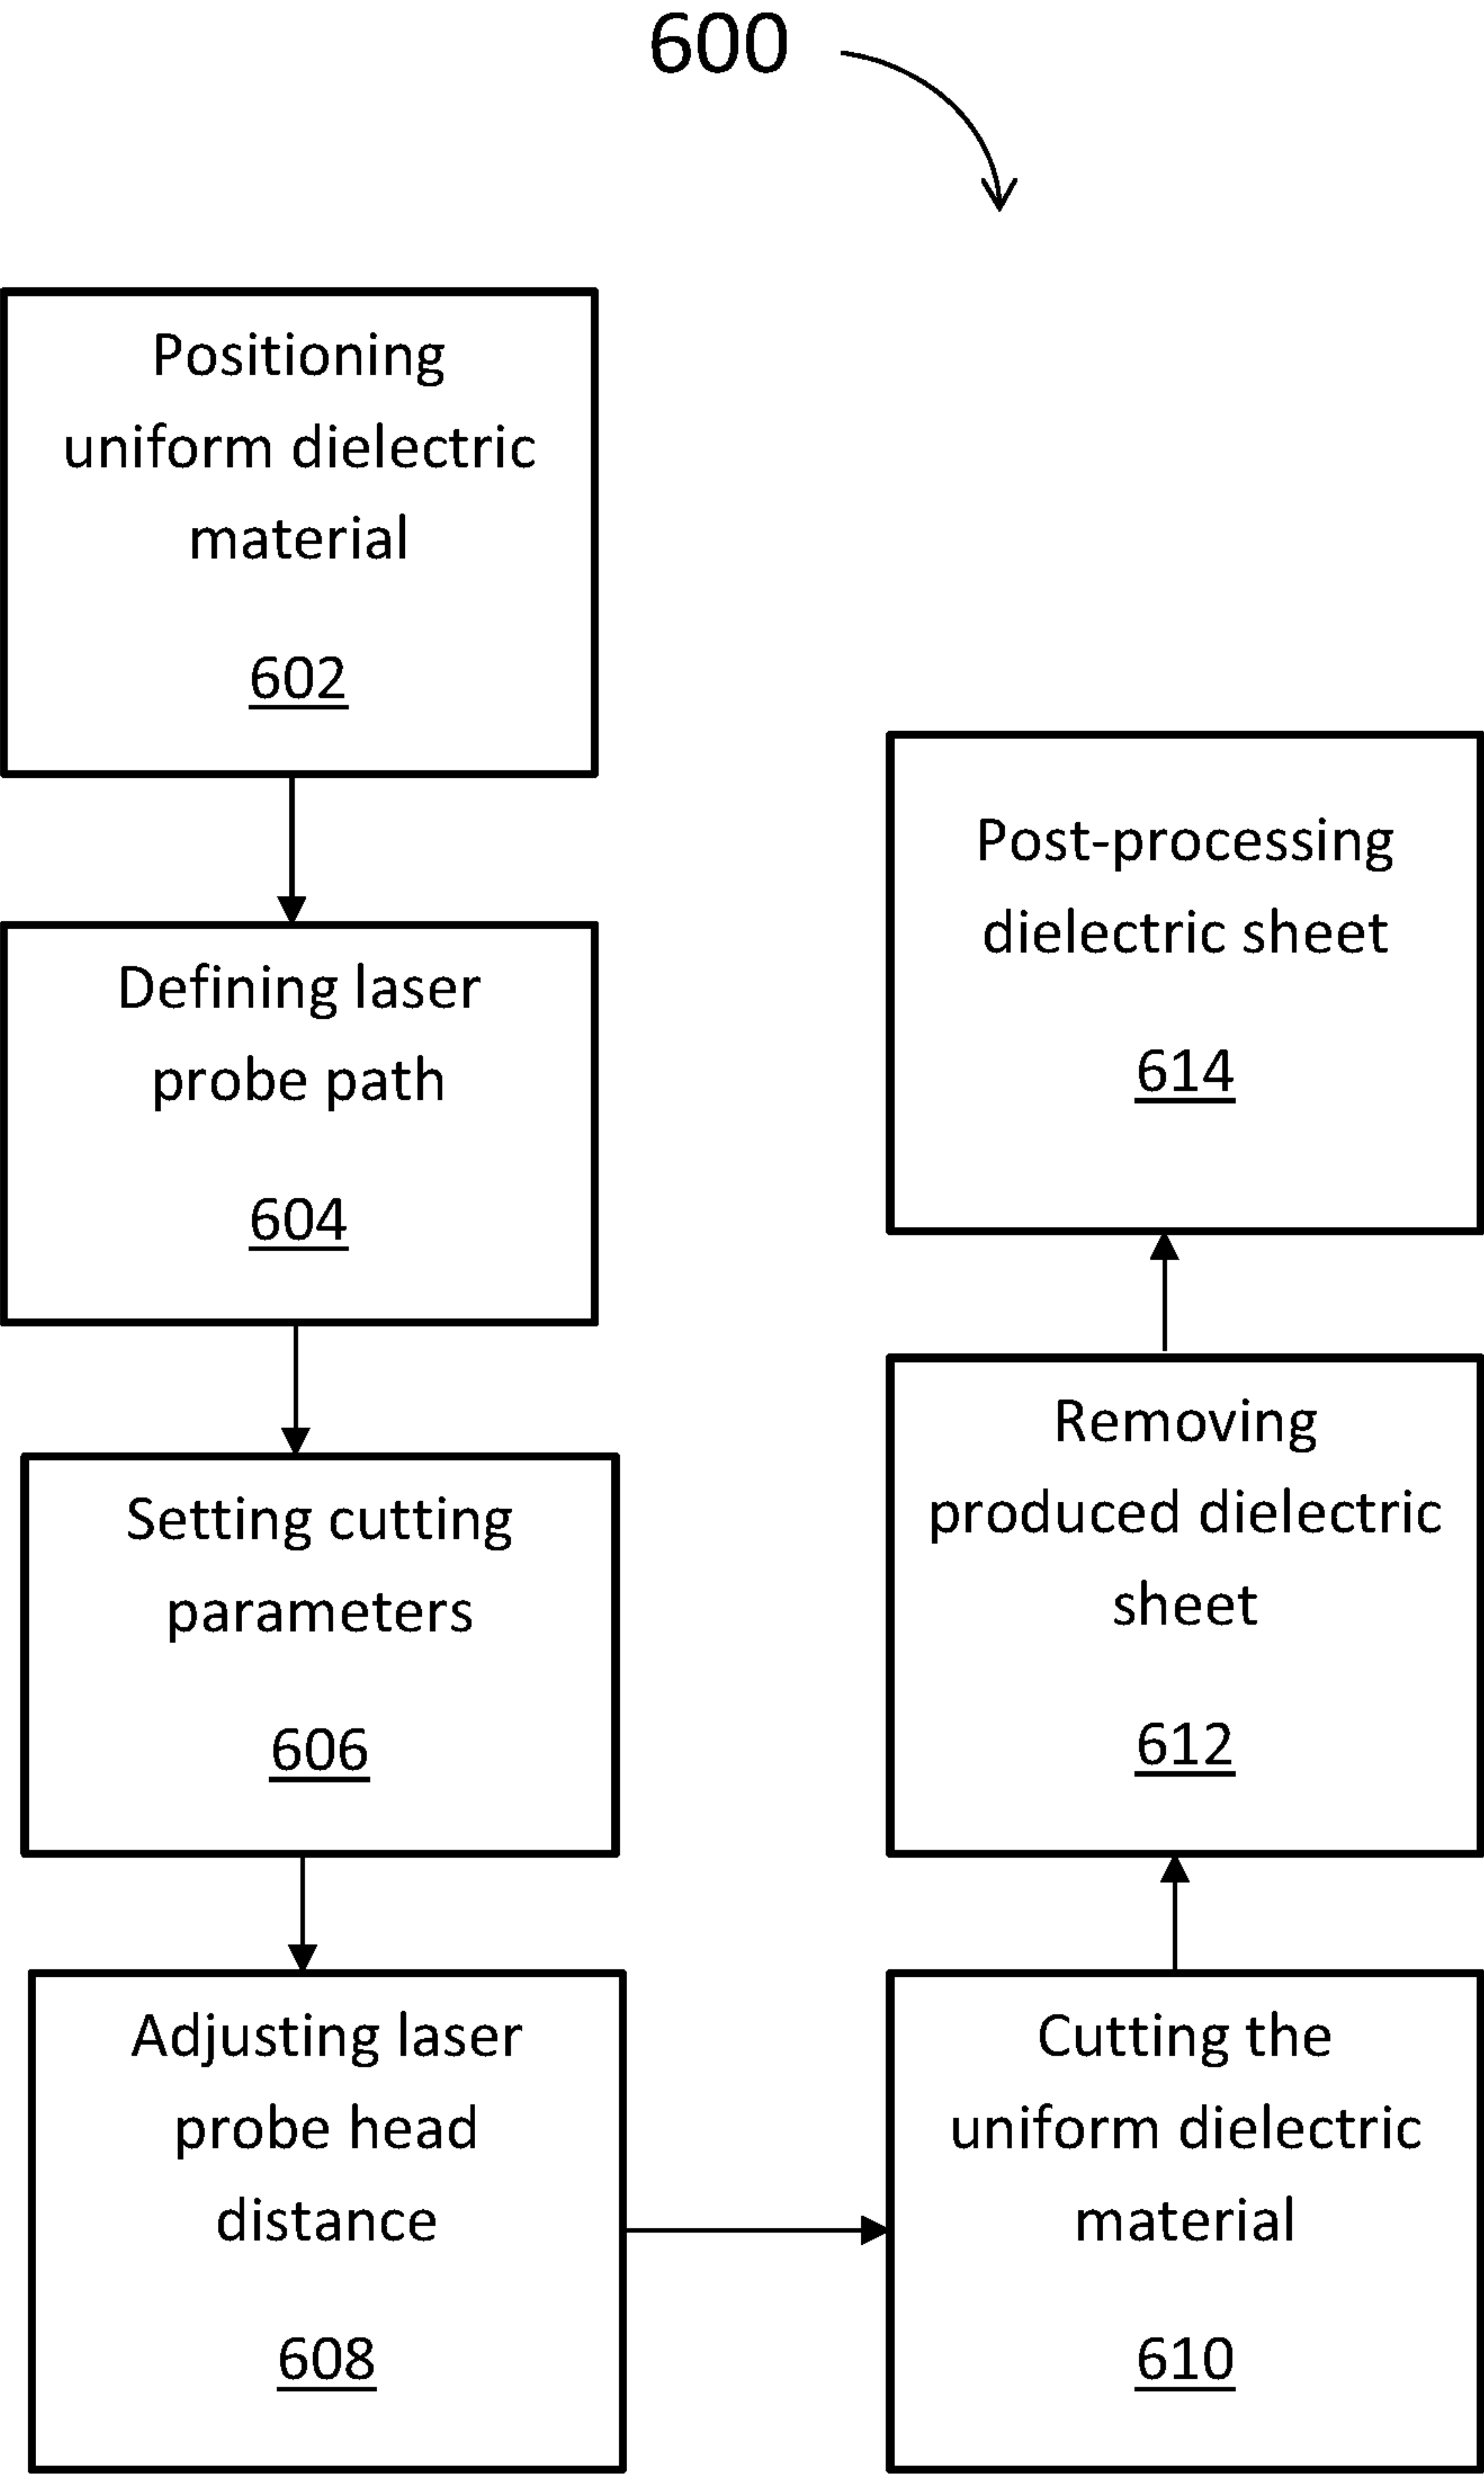 600
Positioning
uniform dielectric
material
602
Defining laser
probe path
604
Setting cutting
parameters
606
Adjusting laser
probe head
distance
608
Cutting the
uniform dielectric
material
610
Removing
produced dielectric
sheet
612
Post-processing
dielectric sheet
614